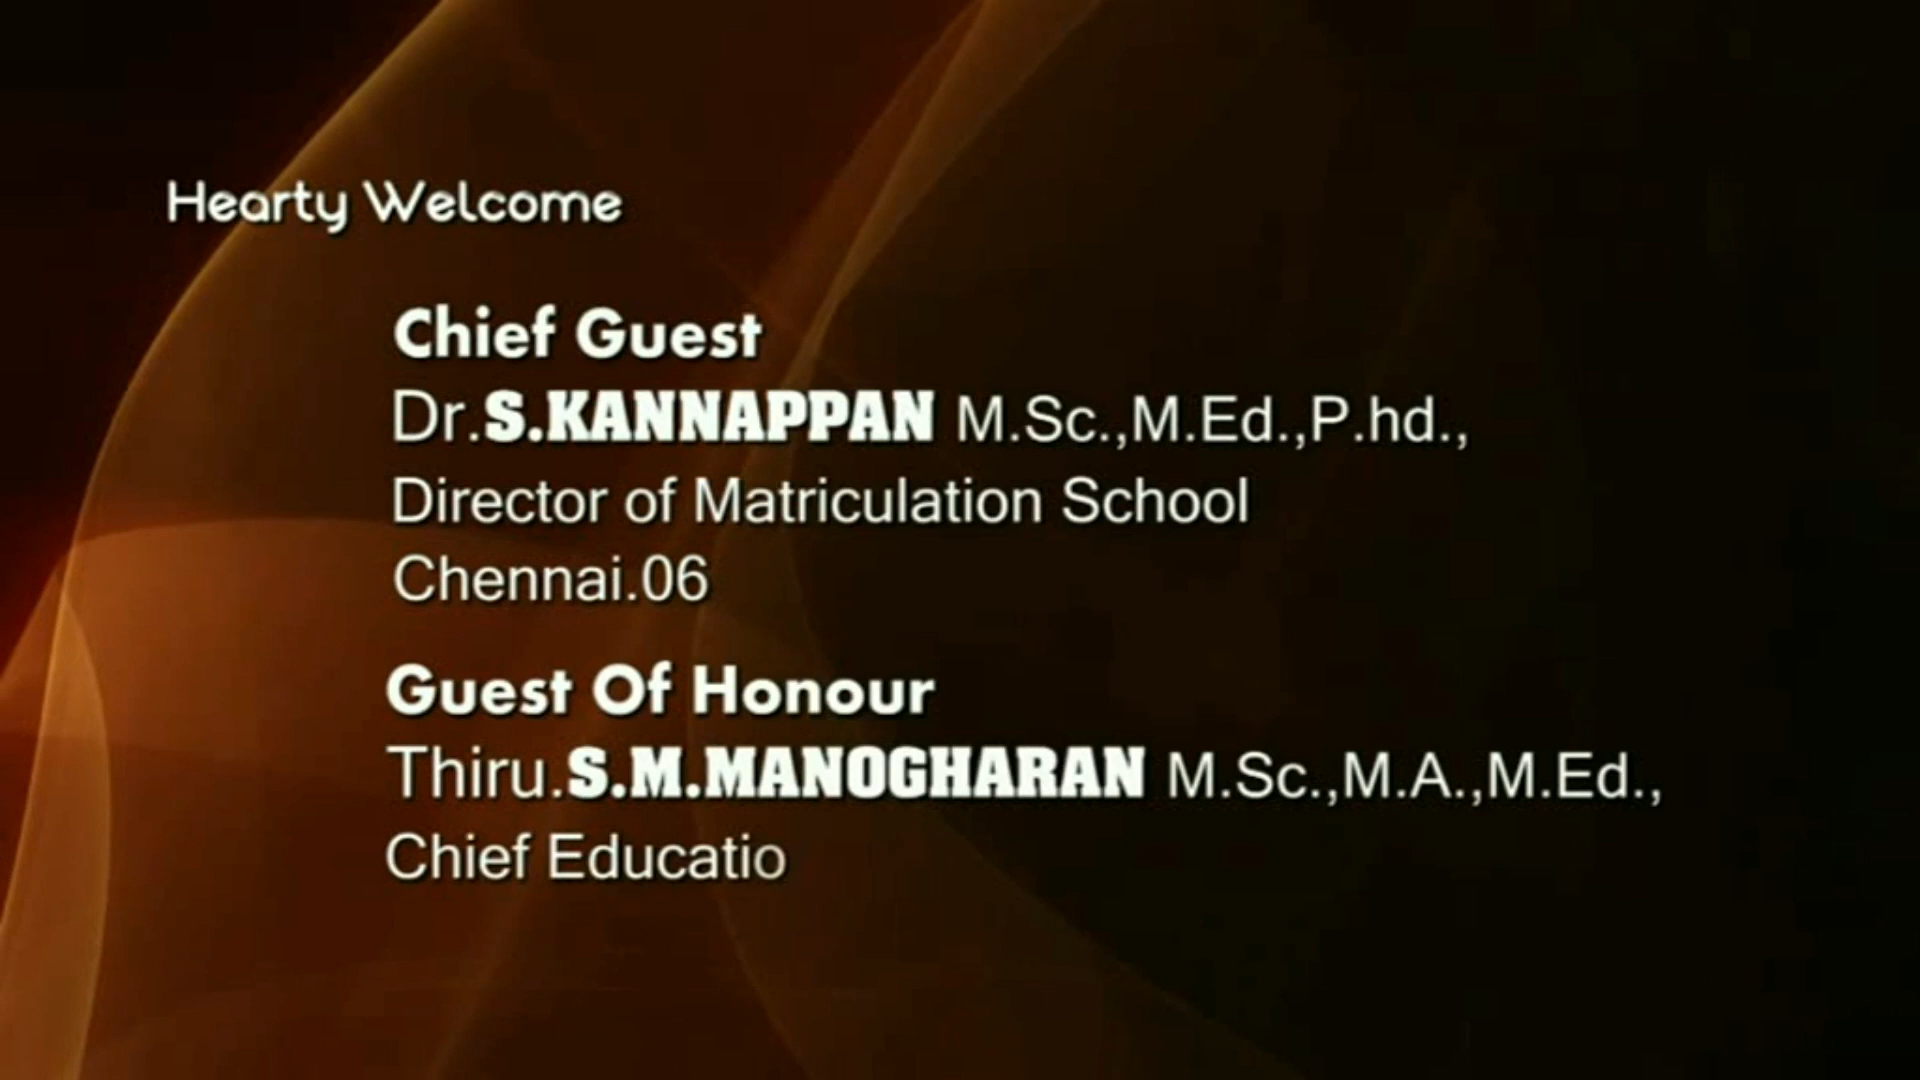 Hearty Welcome
Chief Guest
Dr.S.KANNAPPAN M.Sc.,M.Ed.,P.hd.,
Director of Matriculation School
Chennai.06
Guest Of Honour
Thiru.S.M.MANOGHARAN M.Sc.,M.A.,M.Ed.,
Chief Educatio